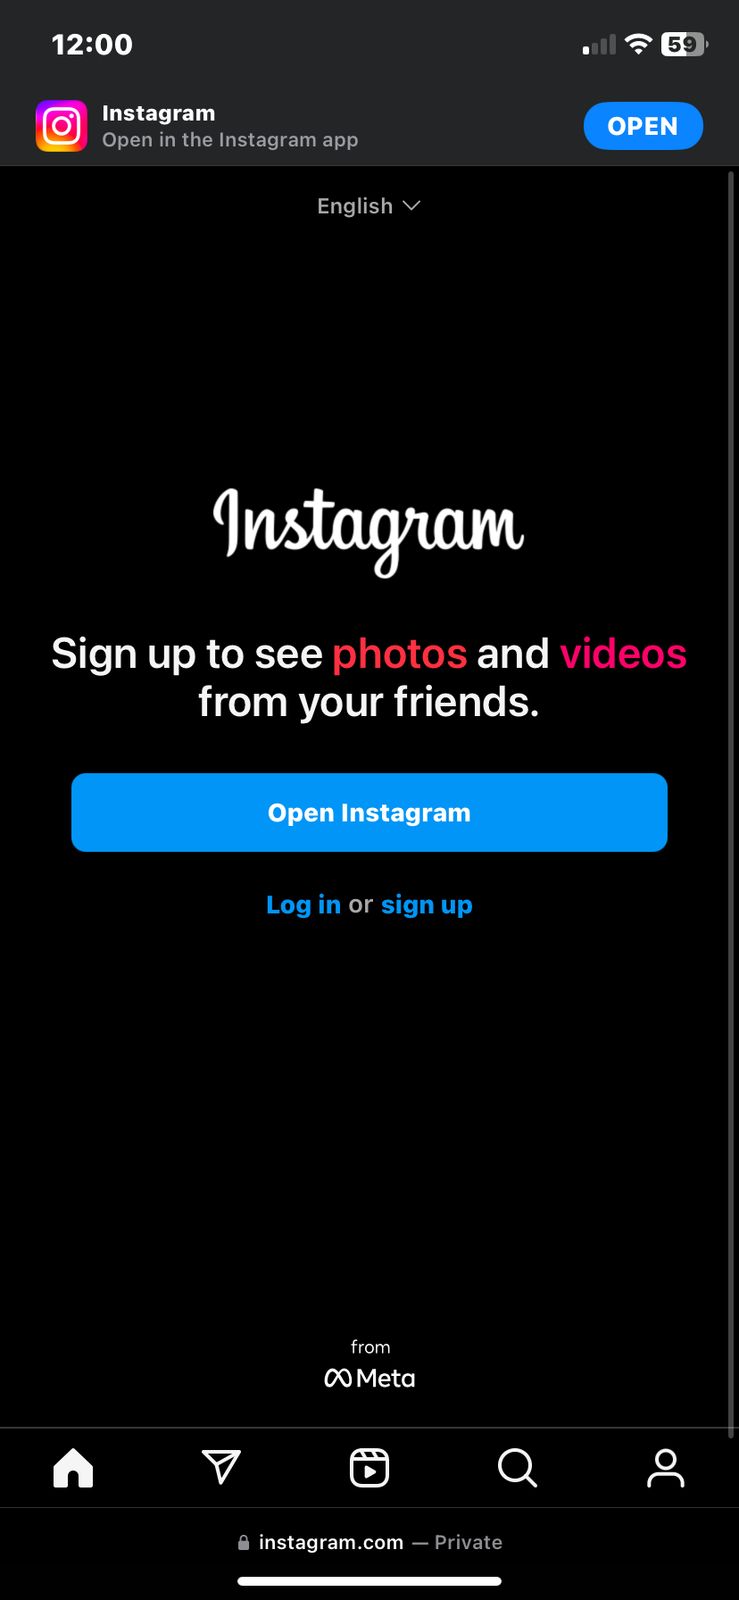 12:00
59
Instagram
Open in the Instagram app
OPEN
English
Instagram
Sign up to see photos and videos
from your friends.
Open Instagram
Log in or sign up
from
Meta
instagram.com — Private